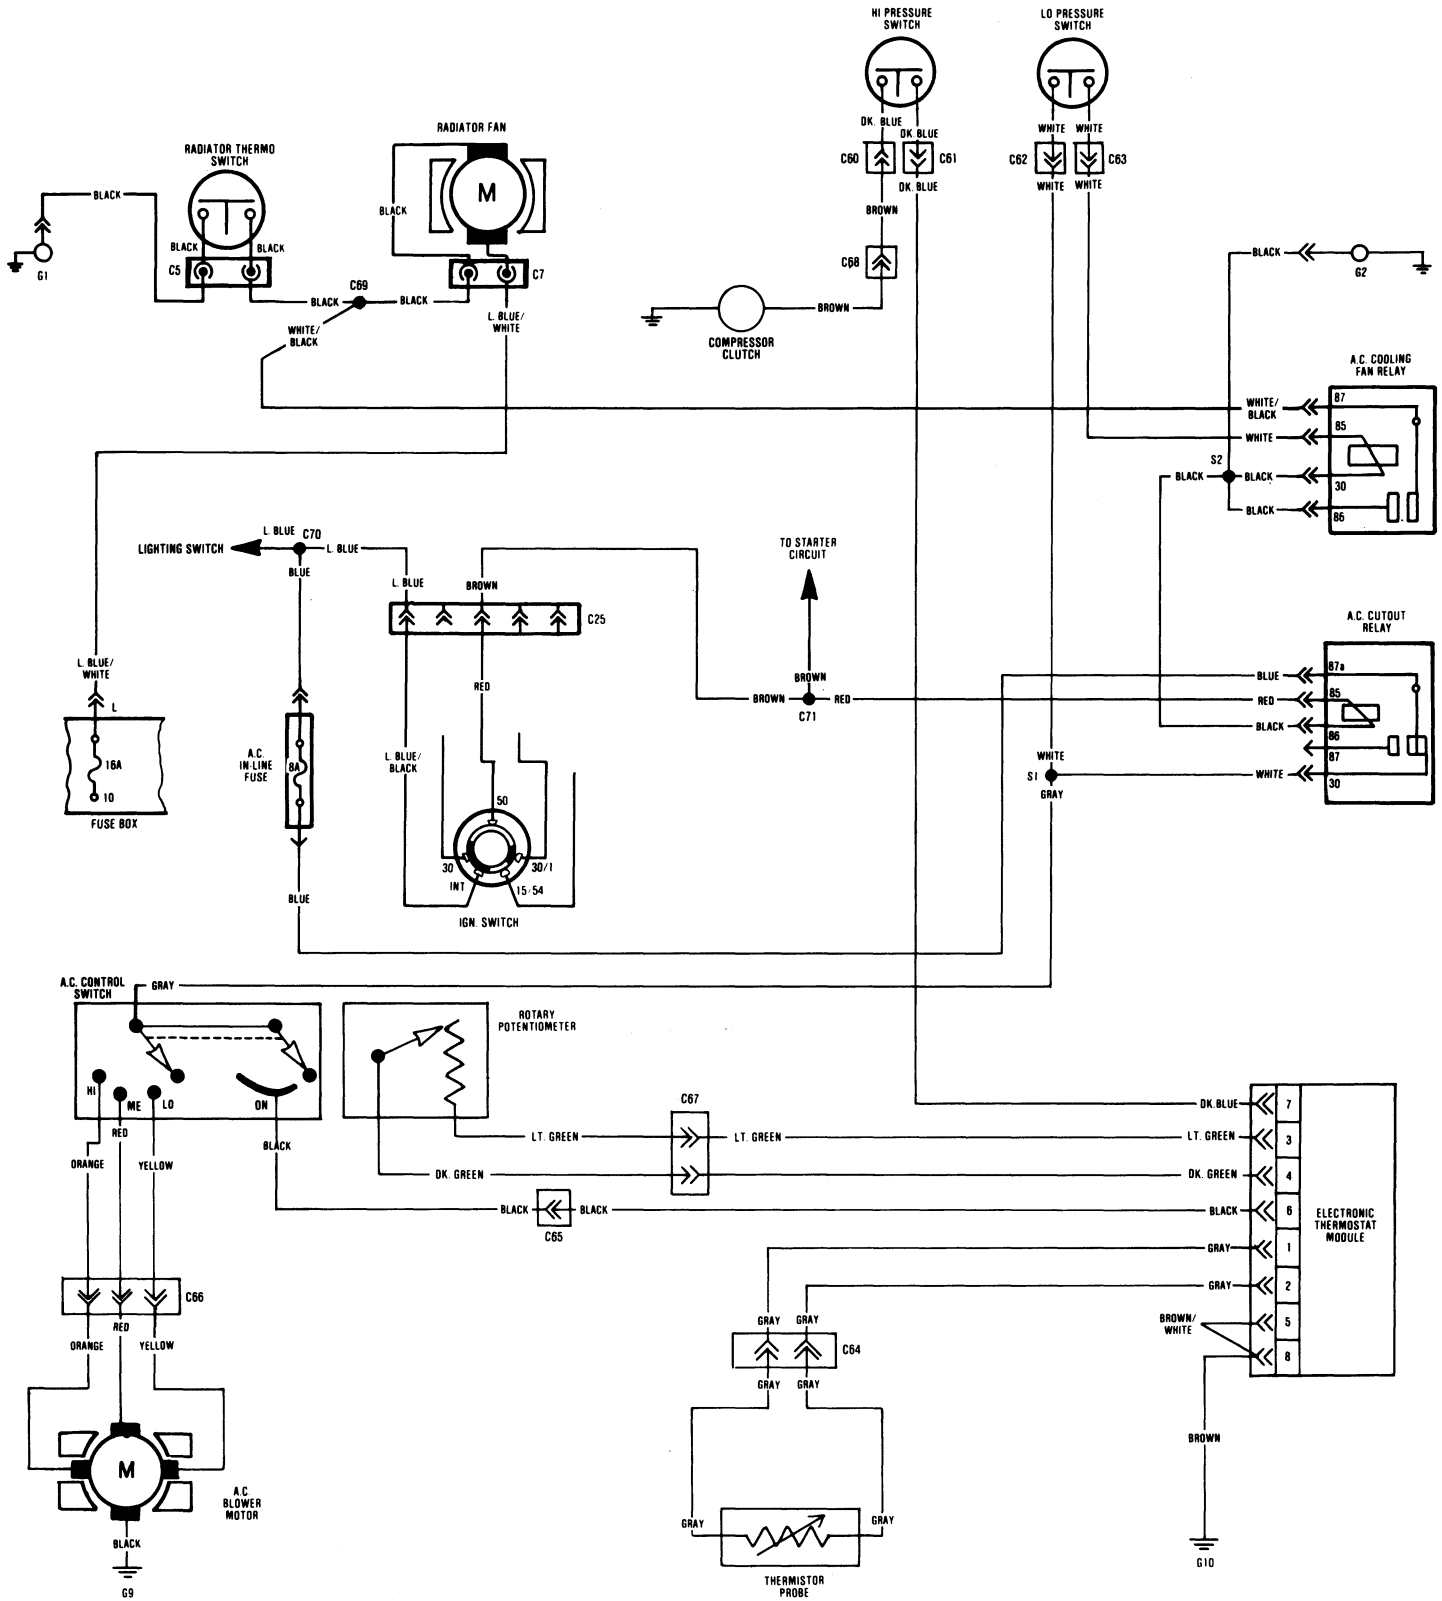 HI PRESSURE
SWITCH
LO PRESSURE
SWITCH
RADIATOR THERMO
SWITCH
RADIATOR FAN
M
BLACK
G1
BLACK
BLACK
C5
BLACK
C7
C69
BLACK
BLACK
WHITE/
BLACK
L. BLUE/
WHITE
DK. BLUE
DK. BLUE
C60
C61
DK. BLUE
BROWN
C68
BROWN
COMPRESSOR
CLUTCH
WHITE
WHITE
C62
C63
WHITE
WHITE
BLACK
G2
A.C. COOLING
FAN RELAY
WHITE/
BLACK
87
WHITE
85
S2
BLACK
BLACK
30
BLACK
86
LIGHTING SWITCH
L. BLUE
C70
L. BLUE
BLUE
L. BLUE
BROWN
C25
TO STARTER
CIRCUIT
BROWN
BROWN
RED
C71
A.C. CUTOUT
RELAY
BLUE
87a
RED
85
BLACK
86
87
WHITE
30
WHITE
S1
GRAY
L. BLUE/
WHITE
L
16A
10
FUSE BOX
A.C.
IN-LINE
FUSE
8A
BLUE
RED
L. BLUE/
BLACK
50
30
30/1
INT
15/54
IGN. SWITCH
A.C. CONTROL
SWITCH
GRAY
HI
ME
LO
ON
RED
ORANGE
YELLOW
BLACK
ROTARY
POTENTIOMETER
C67
LT. GREEN
LT. GREEN
LT. GREEN
DK. GREEN
DK. GREEN
BLACK
BLACK
BLACK
C65
DK.BLUE
7
3
4
6
1
2
5
8
ELECTRONIC
THERMOSTAT
MODULE
GRAY
GRAY
BROWN/
WHITE
BROWN
G10
C66
RED
ORANGE
YELLOW
M
A.C
BLOWER
MOTOR
BLACK
G9
GRAY
GRAY
C64
GRAY
GRAY
GRAY
GRAY
THERMISTOR
PROBE